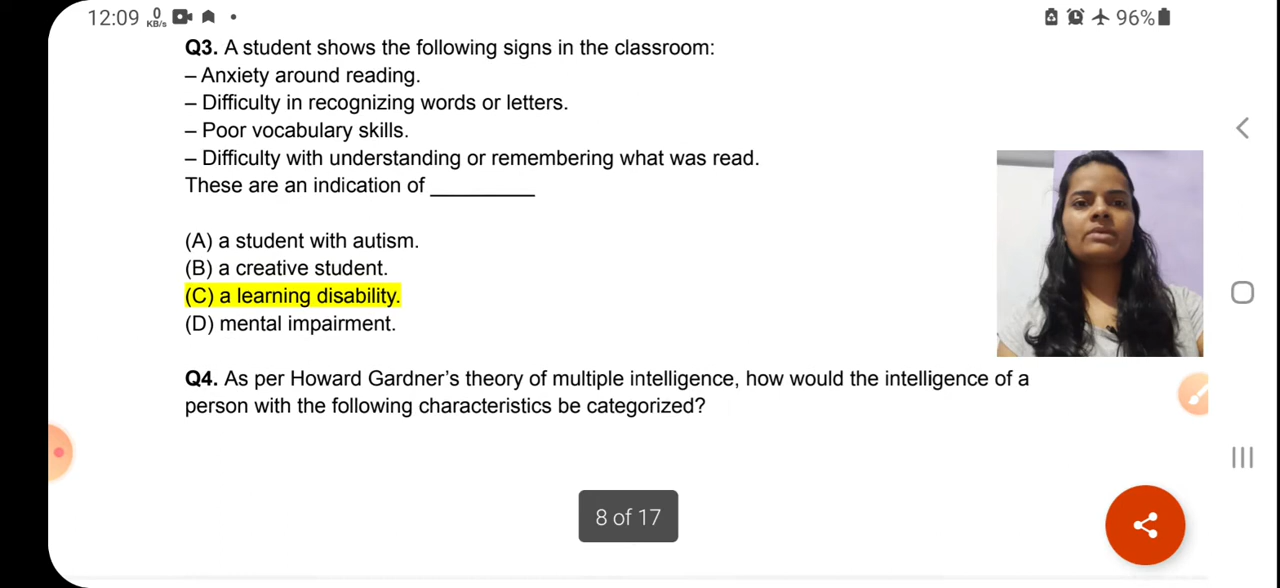 12:09 0 KB/s 96%
Q3. A student shows the following signs in the classroom:
– Anxiety around reading.
– Difficulty in recognizing words or letters.
– Poor vocabulary skills.
– Difficulty with understanding or remembering what was read.
These are an indication of _________
(A) a student with autism.
(B) a creative student.
(C) a learning disability.
(D) mental impairment.
Q4. As per Howard Gardner’s theory of multiple intelligence, how would the intelligence of a
person with the following characteristics be categorized?
8 of 17